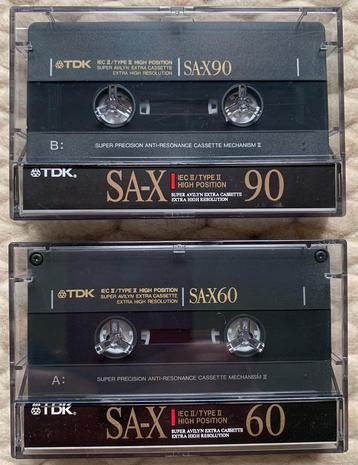 TDK
IEC II/TYPE II HIGH POSITION
SUPER AVILYN EXTRA CASSETTE
EXTRA HIGH RESOLUTION
SA-X90
B:
SUPER PRECISION ANTI-RESONANCE CASSETTE MECHANISM II
TDK.
SA-X
IEC II/TYPE II
HIGH POSITION
SUPER AVILYN EXTRA CASSETTE
EXTRA HIGH RESOLUTION
90
TDK
IEC II/TYPE II HIGH POSITION
SUPER AVILYN EXTRA CASSETTE
EXTRA HIGH RESOLUTION
SA-X60
A:
SUPER PRECISION ANTI-RESONANCE CASSETTE MECHANISM II
TDK.
SA-X
IEC II/TYPE II
HIGH POSITION
SUPER AVILYN EXTRA CASSETTE
EXTRA HIGH RESOLUTION
60